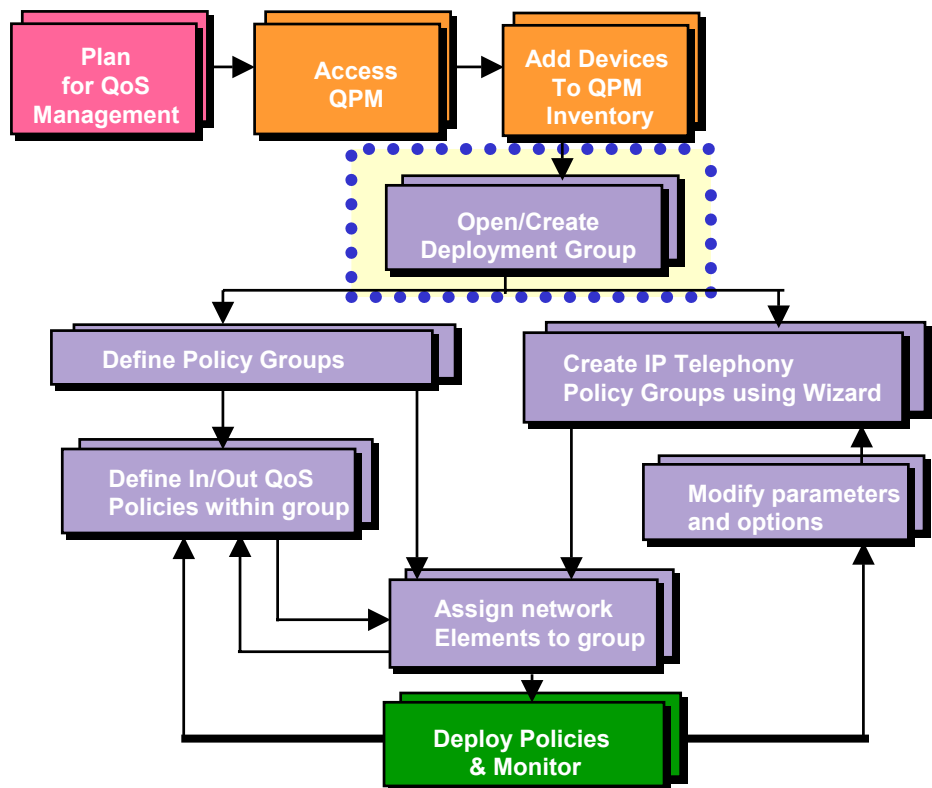 Plan
for QoS
Management
Access
QPM
Add Devices
To QPM
Inventory
Open/Create
Deployment Group
Define Policy Groups
Create IP Telephony
Policy Groups using Wizard
Define In/Out QoS
Policies within group
Modify parameters
and options
Assign network
Elements to group
Deploy Policies
& Monitor